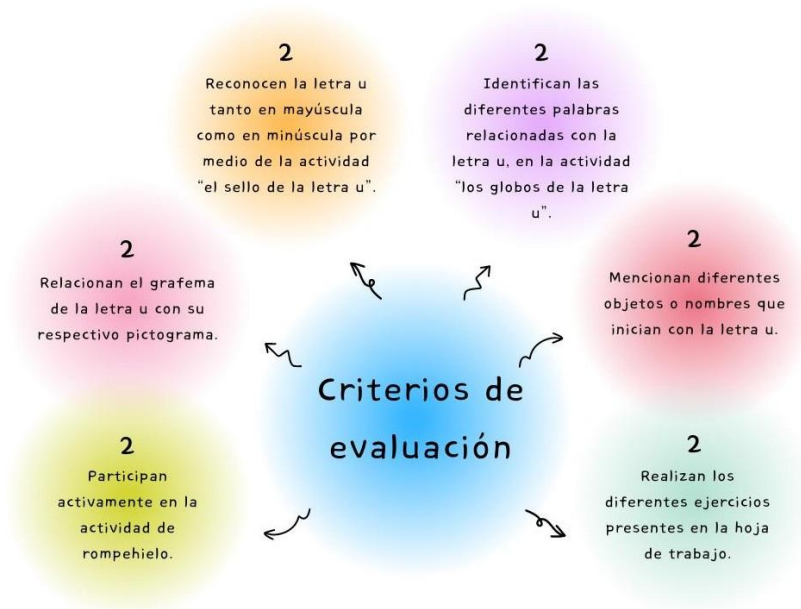 2
Reconocen la letra u
tanto en mayúscula
como en minúscula por
medio de la actividad
“el sello de la letra u”.
2
Identifican las
diferentes palabras
relacionadas con la
letra u, en la actividad
“los globos de la letra
u”.
2
Relacionan el grafema
de la letra u con su
respectivo pictograma.
2
Mencionan diferentes
objetos o nombres que
inician con la letra u.
Criterios de
evaluación
2
Participan
activamente en la
actividad de
rompehielo.
2
Realizan los
diferentes ejercicios
presentes en la hoja
de trabajo.